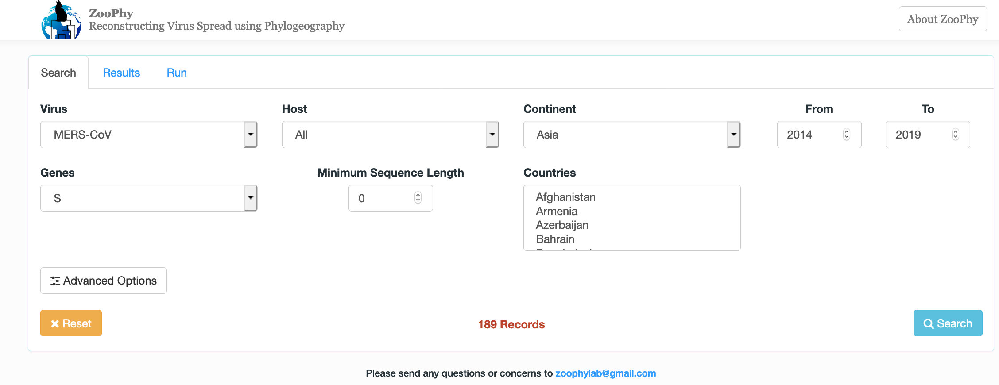 ZooPhy
Reconstructing Virus Spread using Phylogeography
About ZooPhy
Search Results Run
Virus Host Continent From To
MERS-CoV All Asia 2014 2019
Genes Minimum Sequence Length Countries
S 0 Afghanistan
Armenia
Azerbaijan
Bahrain
Advanced Options
Reset 189 Records Search
Please send any questions or concerns to zoophylab@gmail.com